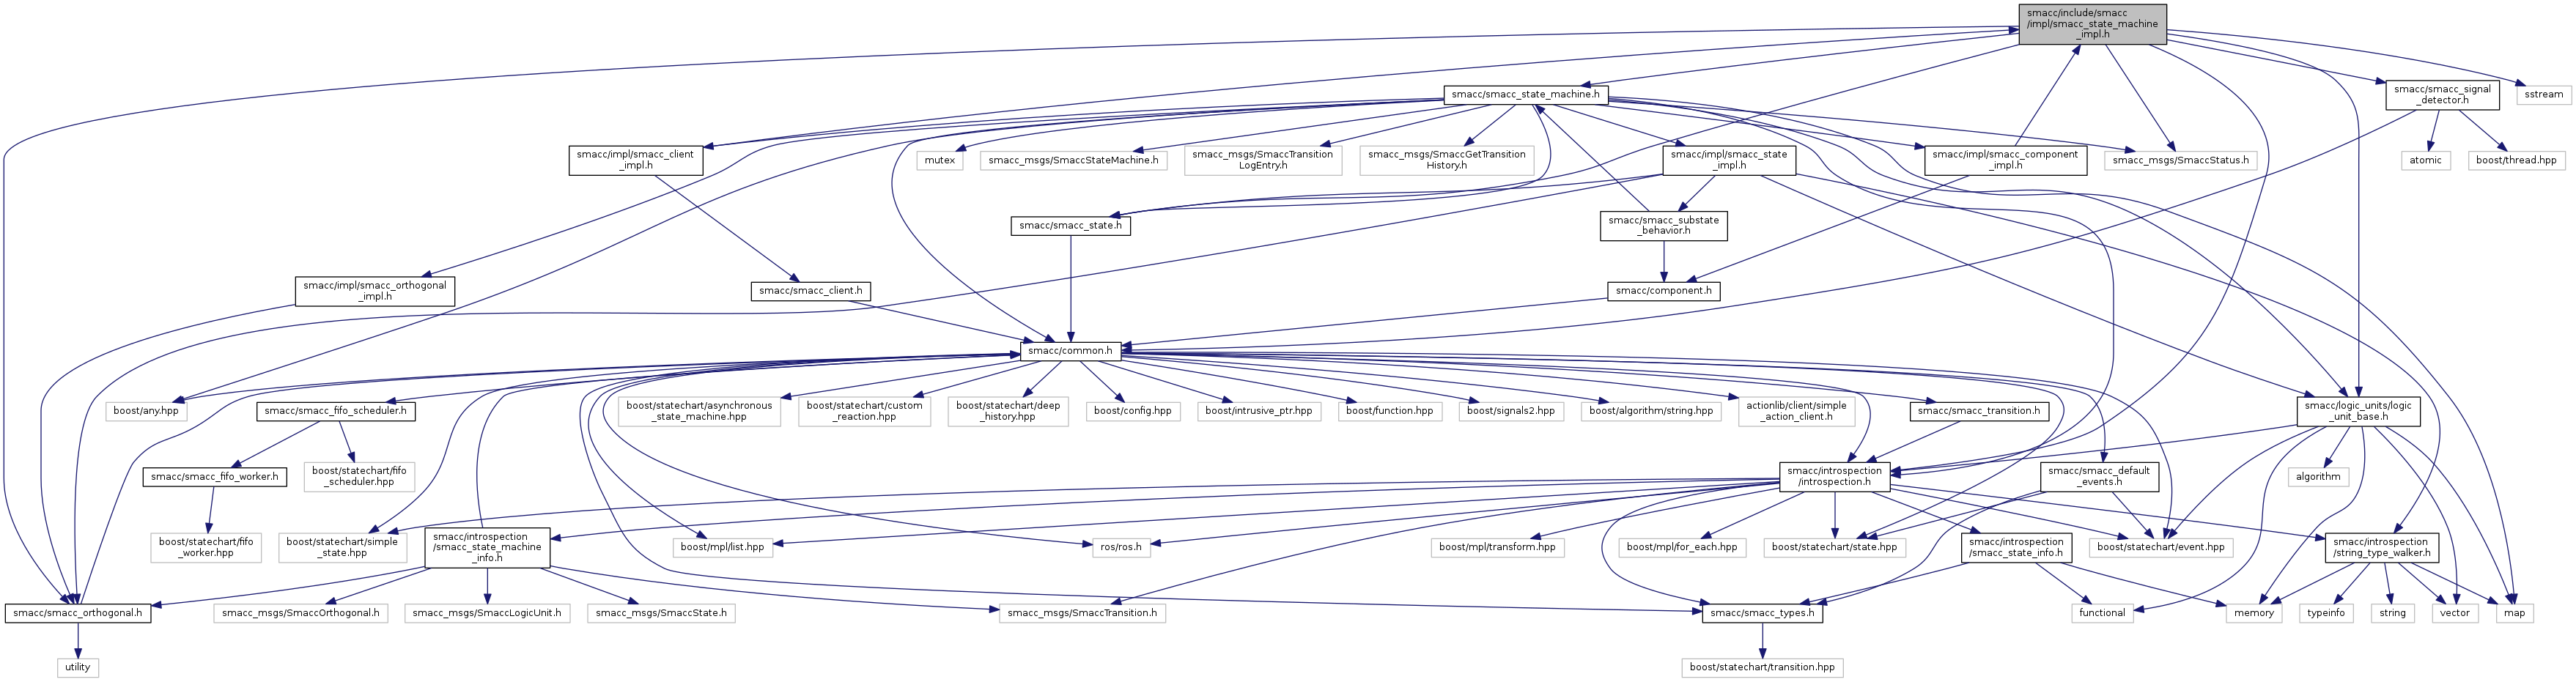 smacc/include/smacc
/impl/smacc_state_machine
_impl.h
smacc/smacc_state_machine.h
smacc/smacc_signal
_detector.h
sstream
smacc/impl/smacc_client
_impl.h
mutex
smacc_msgs/SmaccStateMachine.h
smacc_msgs/SmaccTransition
LogEntry.h
smacc_msgs/SmaccGetTransition
History.h
smacc/impl/smacc_state
_impl.h
smacc/impl/smacc_component
_impl.h
smacc_msgs/SmaccStatus.h
atomic
boost/thread.hpp
smacc/smacc_state.h
smacc/smacc_substate
_behavior.h
smacc/impl/smacc_orthogonal
_impl.h
smacc/smacc_client.h
smacc/component.h
smacc/common.h
boost/any.hpp
smacc/smacc_fifo_scheduler.h
boost/statechart/asynchronous
_state_machine.hpp
boost/statechart/custom
_reaction.hpp
boost/statechart/deep
_history.hpp
boost/config.hpp
boost/intrusive_ptr.hpp
boost/function.hpp
boost/signals2.hpp
boost/algorithm/string.hpp
actionlib/client/simple
_action_client.h
smacc/smacc_transition.h
smacc/logic_units/logic
_unit_base.h
smacc/smacc_fifo_worker.h
boost/statechart/fifo
_scheduler.hpp
smacc/introspection
/introspection.h
smacc/smacc_default
_events.h
algorithm
boost/statechart/fifo
_worker.hpp
boost/statechart/simple
_state.hpp
smacc/introspection
/smacc_state_machine
_info.h
boost/mpl/list.hpp
ros/ros.h
boost/mpl/transform.hpp
boost/mpl/for_each.hpp
boost/statechart/state.hpp
smacc/introspection
/smacc_state_info.h
boost/statechart/event.hpp
smacc/introspection
/string_type_walker.h
smacc/smacc_orthogonal.h
smacc_msgs/SmaccOrthogonal.h
smacc_msgs/SmaccLogicUnit.h
smacc_msgs/SmaccState.h
smacc_msgs/SmaccTransition.h
smacc/smacc_types.h
functional
memory
typeinfo
string
vector
map
utility
boost/statechart/transition.hpp